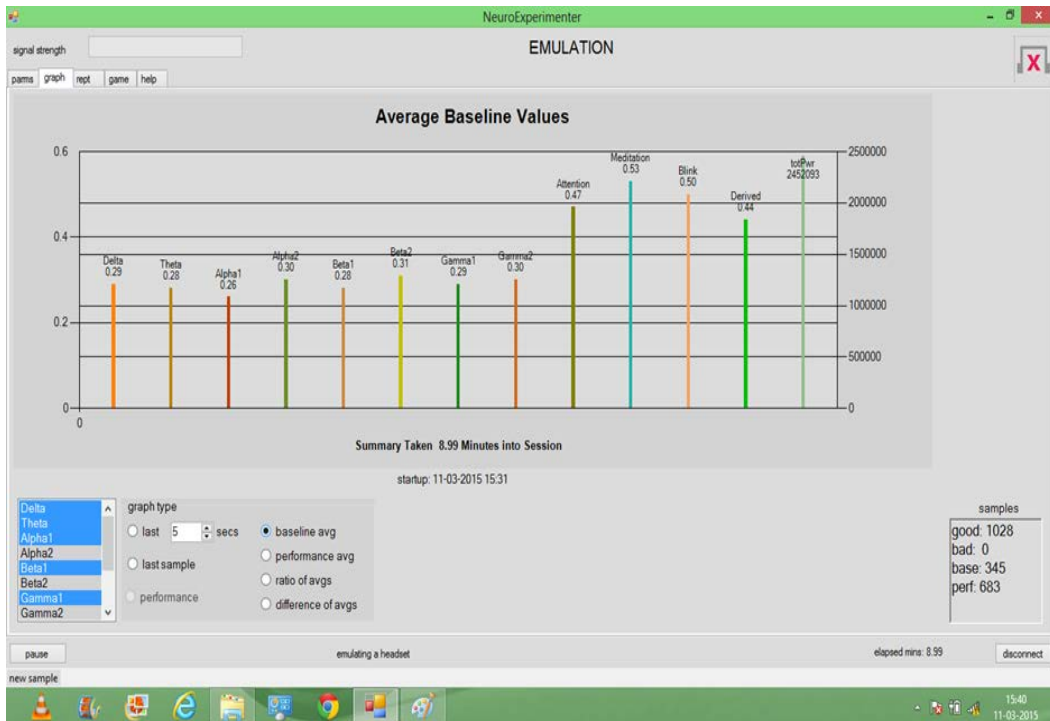 NeuroExperimenter
signal strength
EMULATION
X
parms graph rept game help
Average Baseline Values
0.6
0.4
0.2
0
0
2500000
2000000
1500000
1000000
500000
0
Delta
0.29
Theta
0.28
Alpha1
0.26
Alpha2
0.30
Beta1
0.28
Beta2
0.31
Gamma1
0.29
Gamma2
0.30
Attention
0.47
Meditation
0.53
Blink
0.50
Derived
0.44
totPwr
2452093
Summary Taken 8.99 Minutes into Session
startup: 11-03-2015 15:31
Delta
Theta
Alpha1
Alpha2
Beta1
Beta2
Gamma1
Gamma2
graph type
last 5 secs
last sample
performance
baseline avg
performance avg
ratio of avgs
difference of avgs
samples
good: 1028
bad: 0
base: 345
perf: 683
pause
emulating a headset
elapsed mins: 8.99
disconnect
new sample
15:40
11-03-2015